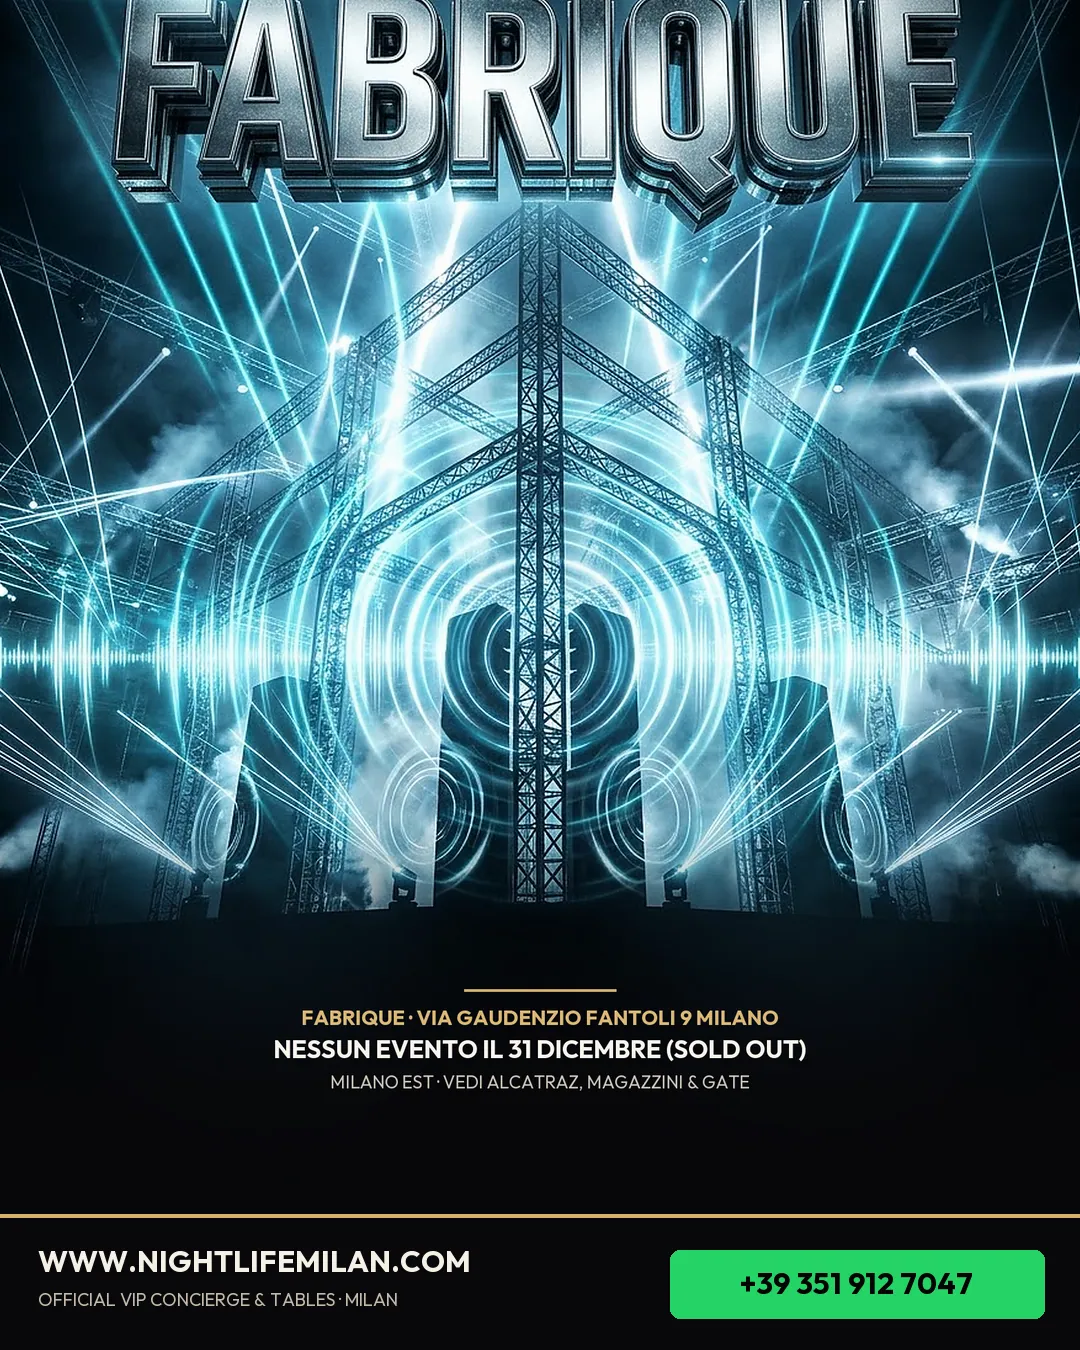 FABRIQUE
FABRIQUE · VIA GAUDENZIO FANTOLI 9 MILANO
NESSUN EVENTO IL 31 DICEMBRE (SOLD OUT)
MILANO EST · VEDI ALCATRAZ, MAGAZZINI & GATE
WWW.NIGHTLIFEMILAN.COM
OFFICIAL VIP CONCIERGE & TABLES · MILAN
+39 351 912 7047